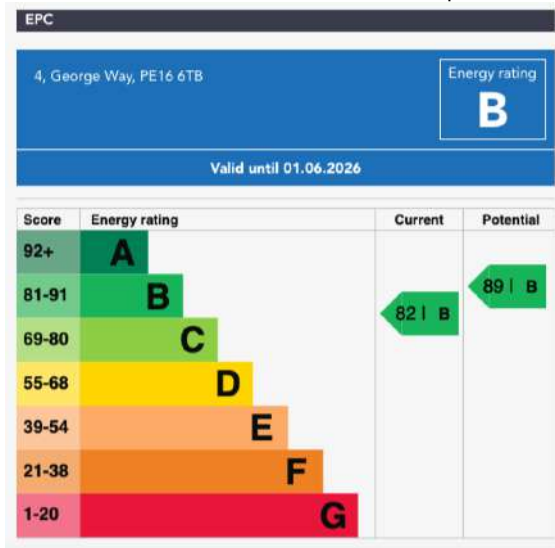 EPC
4, George Way, PE16 6TB
Energy rating
B
Valid until 01.06.2026
Score Energy rating Current Potential
92+ A
81-91 B 89 | B
82 | B
69-80 C
55-68 D
39-54 E
21-38 F
1-20 G